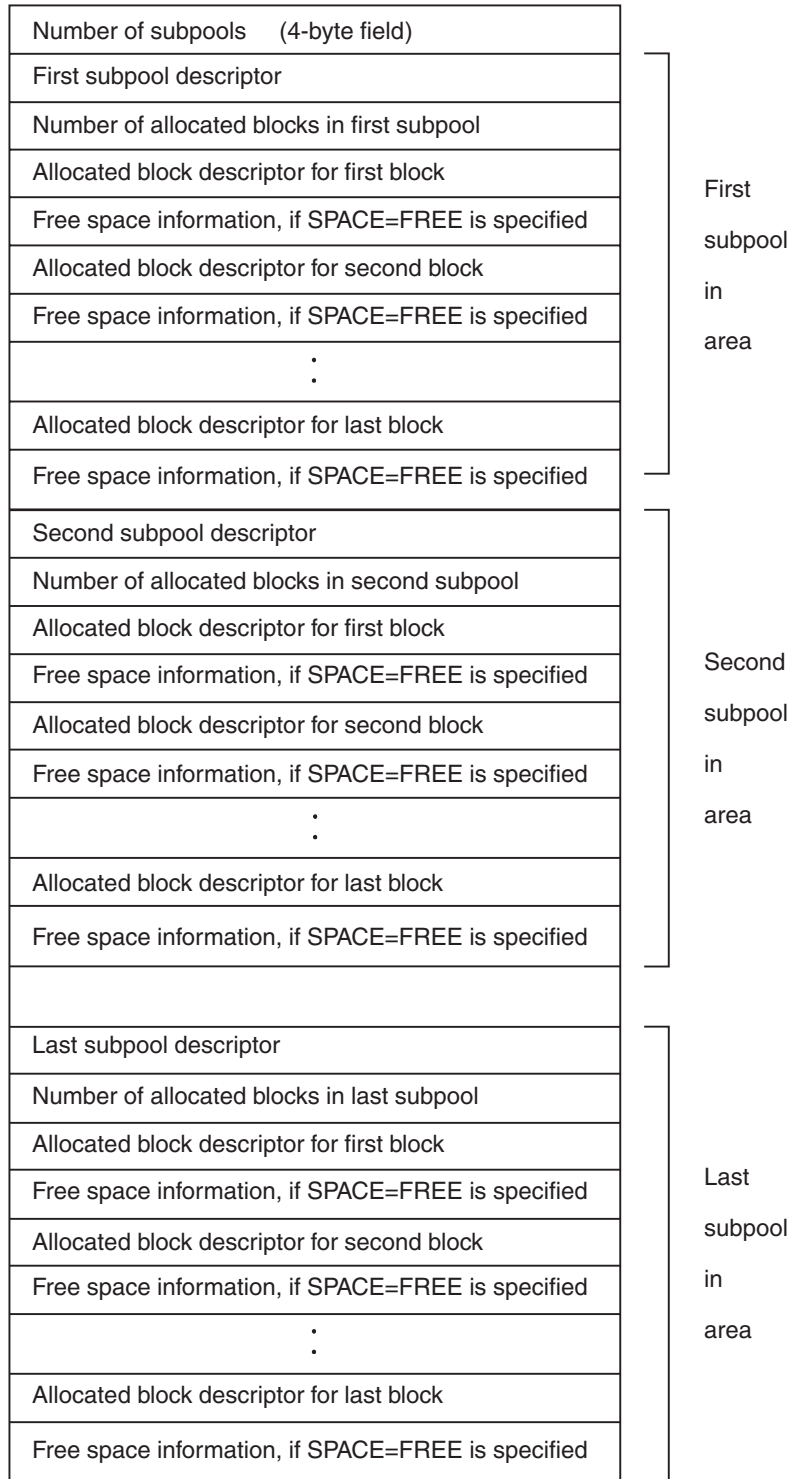 Number of subpools (4-byte field)
First subpool descriptor
Number of allocated blocks in first subpool
Allocated block descriptor for first block
Free space information, if SPACE=FREE is specified
Allocated block descriptor for second block
Free space information, if SPACE=FREE is specified
:
Allocated block descriptor for last block
Free space information, if SPACE=FREE is specified
First
subpool
in
area
Second subpool descriptor
Number of allocated blocks in second subpool
Allocated block descriptor for first block
Free space information, if SPACE=FREE is specified
Allocated block descriptor for second block
Free space information, if SPACE=FREE is specified
:
Allocated block descriptor for last block
Free space information, if SPACE=FREE is specified
Second
subpool
in
area
Last subpool descriptor
Number of allocated blocks in last subpool
Allocated block descriptor for first block
Free space information, if SPACE=FREE is specified
Allocated block descriptor for second block
Free space information, if SPACE=FREE is specified
:
Allocated block descriptor for last block
Free space information, if SPACE=FREE is specified
Last
subpool
in
area